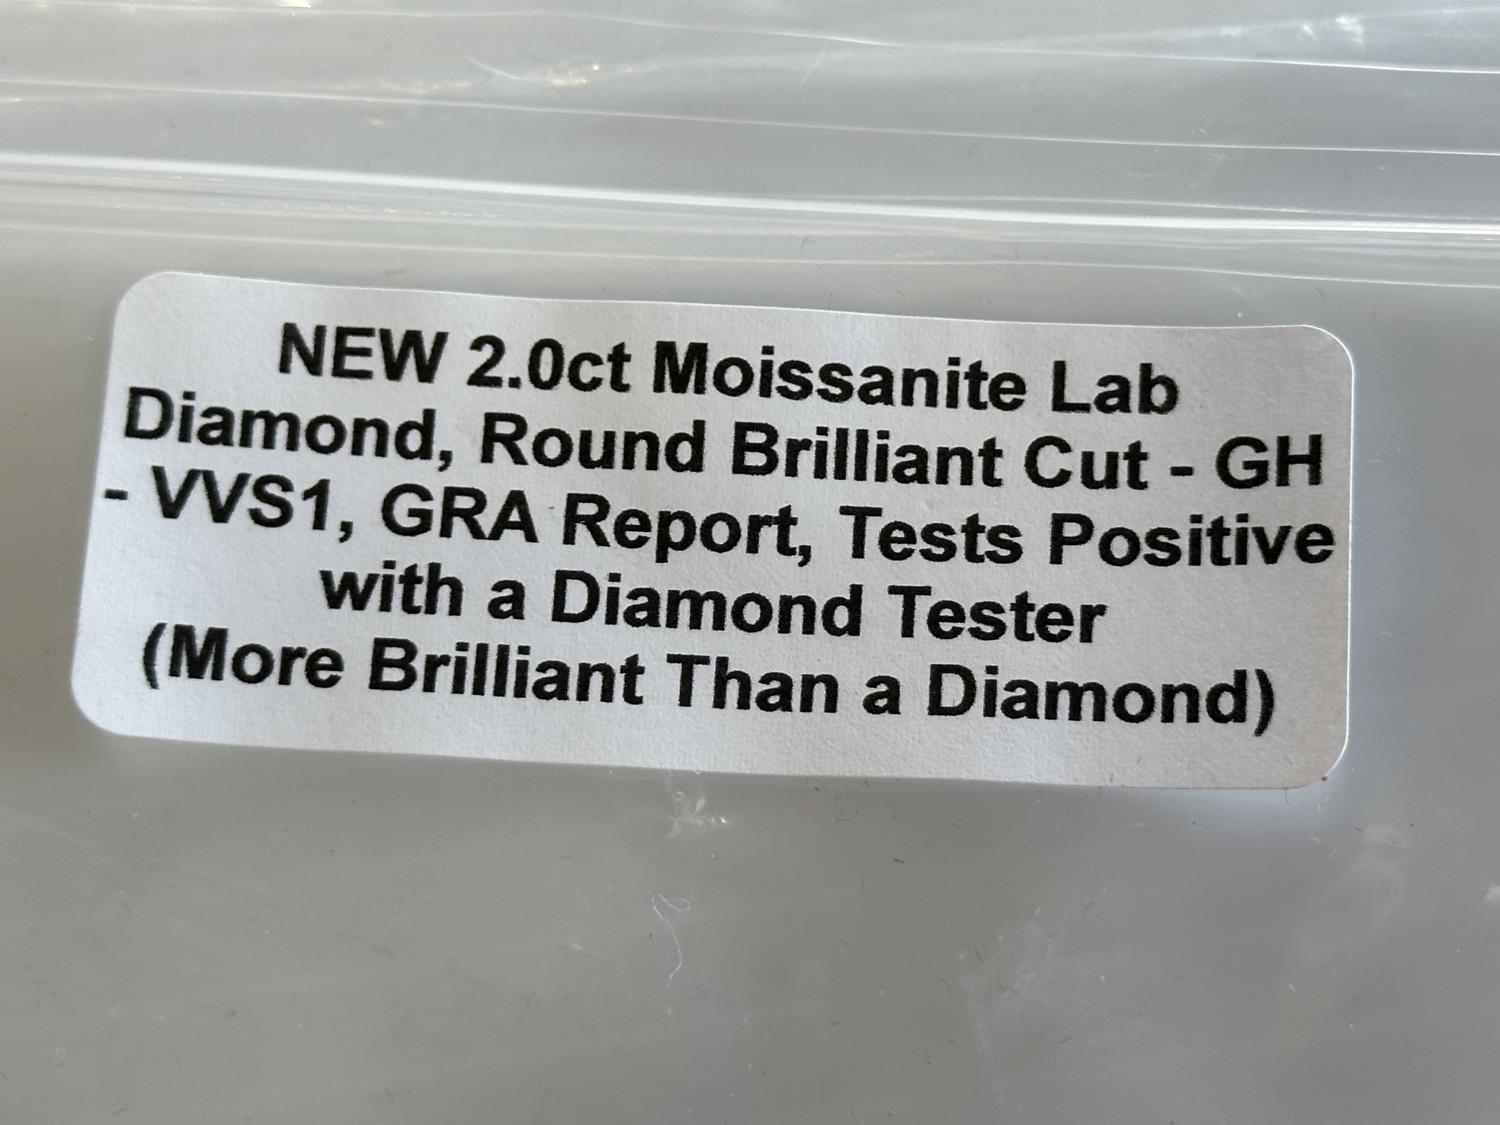 NEW 2.0ct Moissanite Lab
Diamond, Round Brilliant Cut - GH
- VVS1, GRA Report, Tests Positive
with a Diamond Tester
(More Brilliant Than a Diamond)